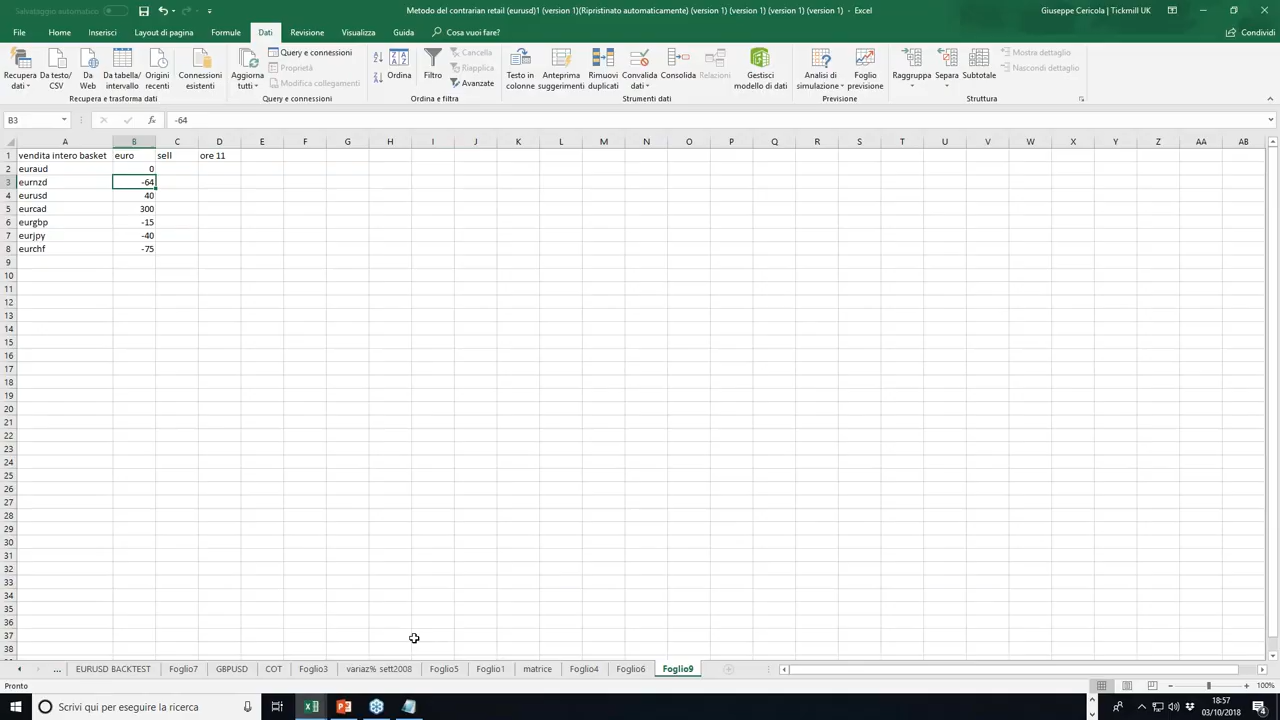 Salvataggio automatico
Metodo del contrarian retail (eurusd)1 (version 1)(Ripristinato automaticamente) (version 1) (version 1) (version 1) (version 1) - Excel
Giuseppe Cericola | Tickmill UK
File Home Inserisci Layout di pagina Formule Dati Revisione Visualizza Guida Cosa vuoi fare? Condividi
Recupera dati
Da testo/CSV
Da Web
Da tabella/intervallo
Origini recenti
Connessioni esistenti
Recupera e trasforma dati
Aggiorna tutti
Query e connessioni
Proprietà
Modifica collegamenti
Query e connessioni
Ordina
Filtro
Cancella
Riapplica
Avanzate
Ordina e filtra
Testo in colonne
Anteprima suggerimenti
Rimuovi duplicati
Convalida dati
Consolida
Relazioni
Gestisci modello di dati
Strumenti dati
Analisi di simulazione
Foglio previsione
Previsione
Raggruppa
Separa
Subtotale
Mostra dettaglio
Nascondi dettaglio
Struttura
B3 fx -64
A B C D E F G H I J K L M N O P Q R S T U V W X Y Z AA AB
1 vendita intero basket euro sell ore 11
2 euraud 0
3 eurnzd -64
4 eurusd 40
5 eurcad 300
6 eurgbp -15
7 eurjpy -40
8 eurchf -75
9
10
11
12
13
14
15
16
17
18
19
20
21
22
23
24
25
26
27
28
29
30
31
32
33
34
35
36
37
38
... EURUSD BACKTEST Foglio7 GBPUSD COT Foglio3 variaz% sett2008 Foglio5 Foglio1 matrice Foglio4 Foglio6 Foglio9
Pronto 100%
Scrivi qui per eseguire la ricerca
18:57
03/10/2018
4